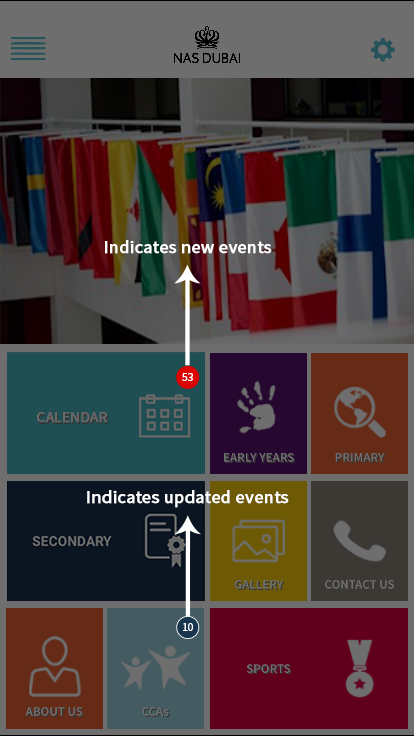 NAS DUBAI
Indicates new events
53
CALENDAR
EARLY YEARS
PRIMARY
Indicates updated events
SECONDARY
GALLERY
CONTACT US
10
ABOUT US
CCAs
SPORTS